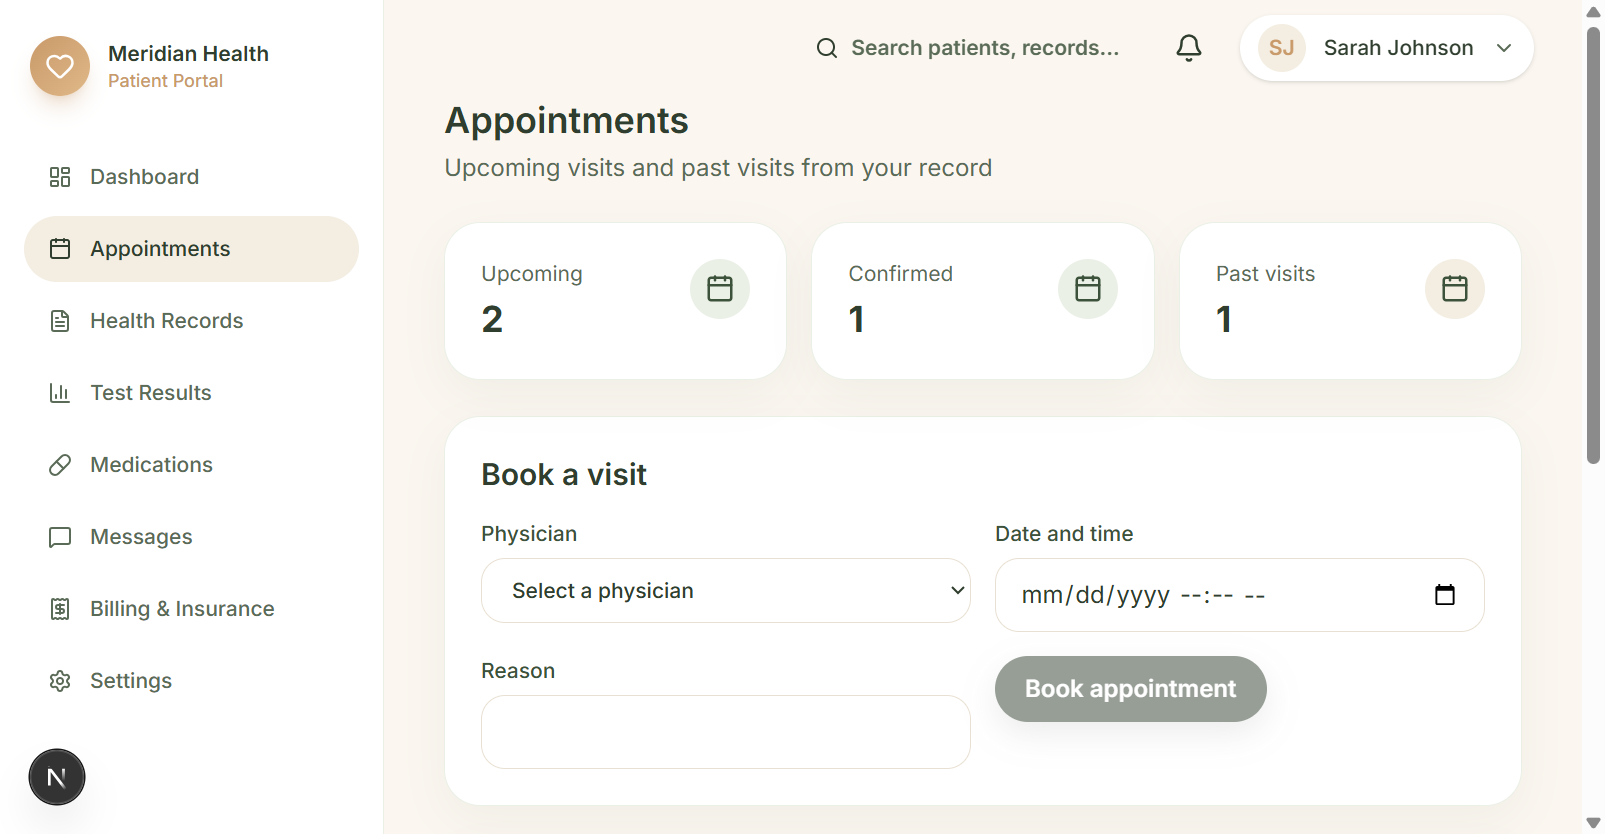 Meridian Health
Patient Portal
Dashboard
Appointments
Health Records
Test Results
Medications
Messages
Billing & Insurance
Settings
N
Search patients, records...
SJ
Sarah Johnson
Appointments
Upcoming visits and past visits from your record
Upcoming
2
Confirmed
1
Past visits
1
Book a visit
Physician
Select a physician
Date and time
mm/dd/yyyy --:-- --
Reason
Book appointment